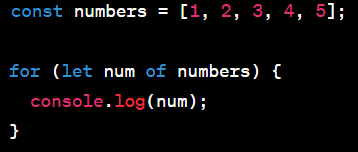 const numbers = [1, 2, 3, 4, 5];
for (let num of numbers) {
  console.log(num);
}